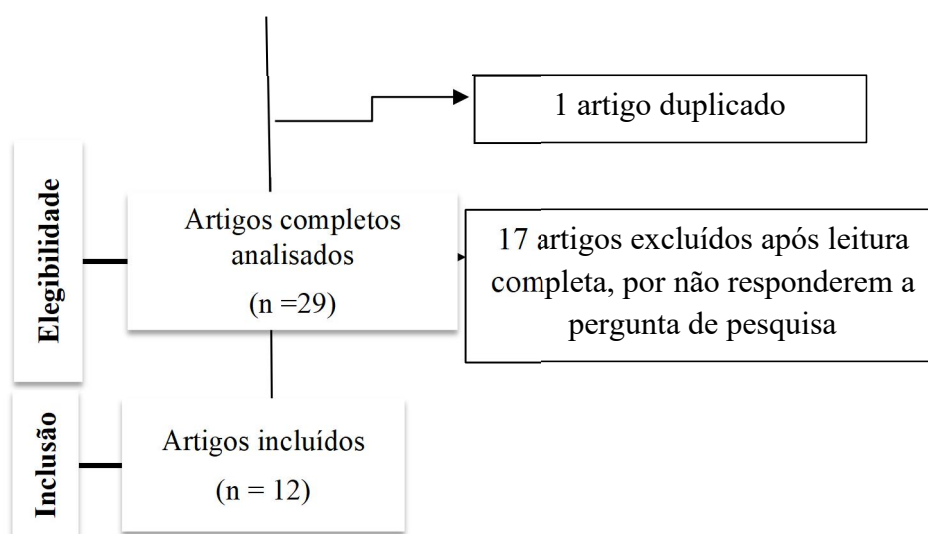 1 artigo duplicado
Elegibilidade
Artigos completos
analisados
(n =29)
17 artigos excluídos após leitura
completa, por não responderem a
pergunta de pesquisa
Inclusão
Artigos incluídos
(n = 12)